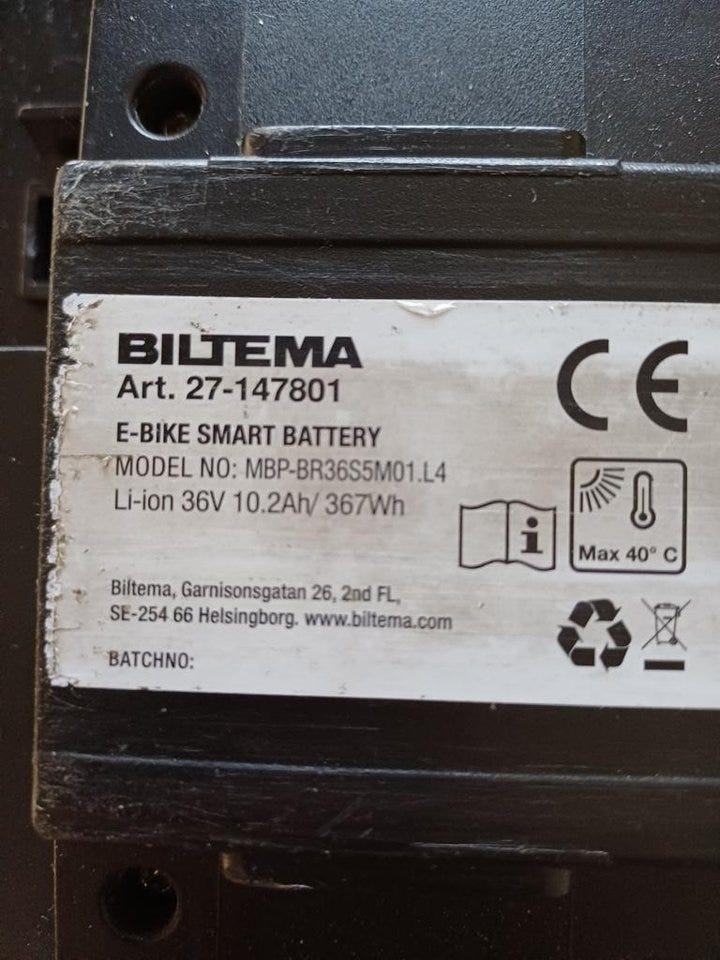 BILTEMA
Art. 27-147801
E-BIKE SMART BATTERY
MODEL NO: MBP-BR36S5M01.L4
Li-ion 36V 10.2Ah/ 367Wh
CE
i
Max 40° C
Biltema, Garnisonsgatan 26, 2nd FL,
SE-254 66 Helsingborg. www.biltema.com
BATCHNO: